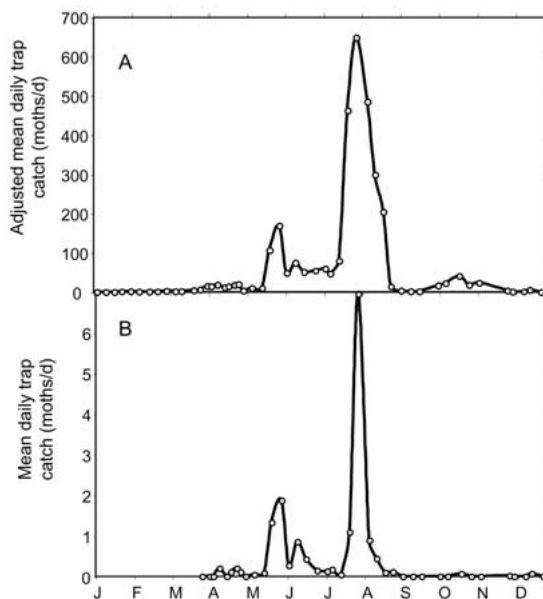 Adjusted mean daily trap
catch (moths/d)
A
700
600
500
400
300
200
100
0
Mean daily trap
catch (moths/d)
B
6
5
4
3
2
1
0
J F M A M J J A S O N D